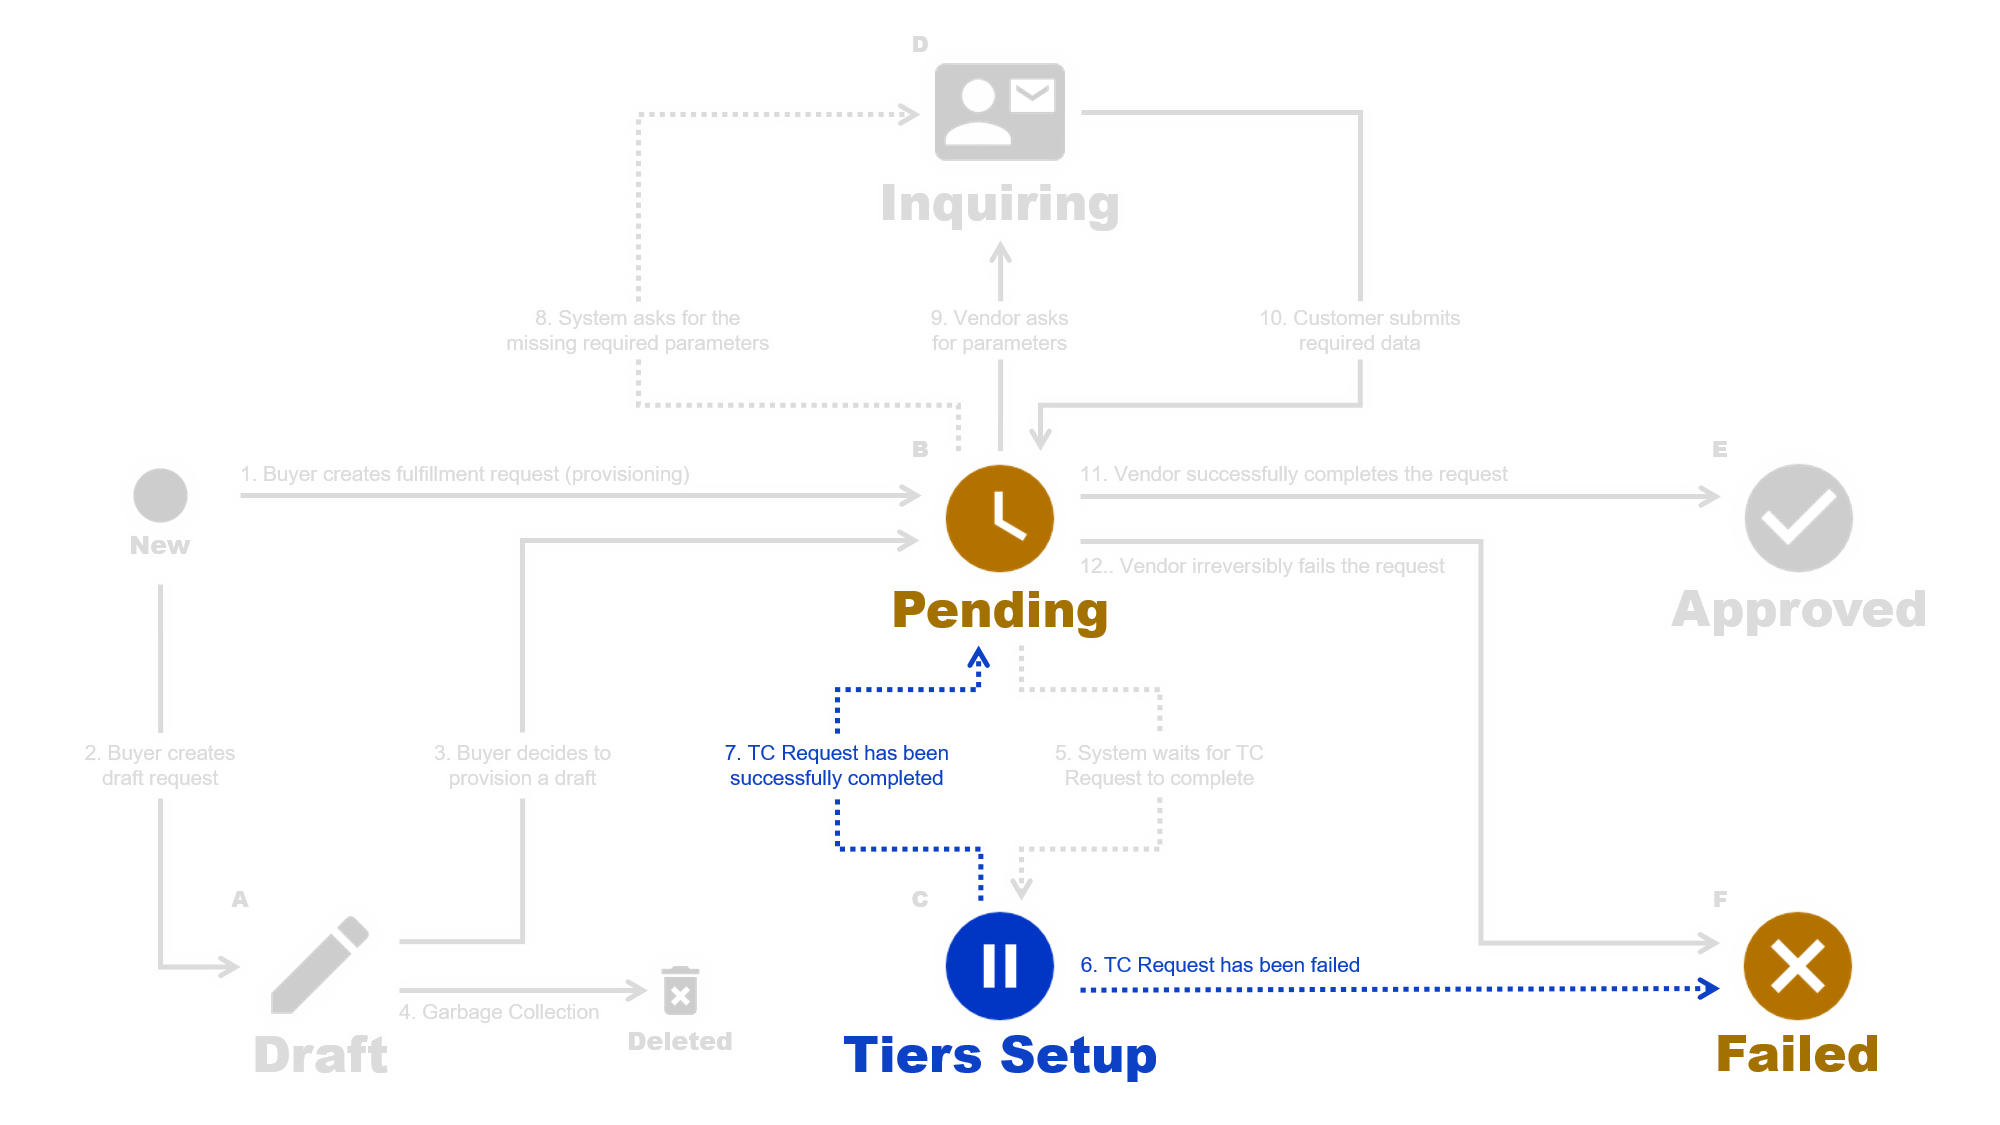 D
Inquiring
8. System asks for the
missing required parameters
9. Vendor asks
for parameters
10. Customer submits
required data
B
E
1. Buyer creates fulfillment request (provisioning)
11. Vendor successfully completes the request
New
12.. Vendor irreversibly fails the request
Pending
Approved
2. Buyer creates
draft request
3. Buyer decides to
provision a draft
7. TC Request has been
successfully completed
5. System waits for TC
Request to complete
A
C
F
6. TC Request has been failed
4. Garbage Collection
Deleted
Draft
Tiers Setup
Failed